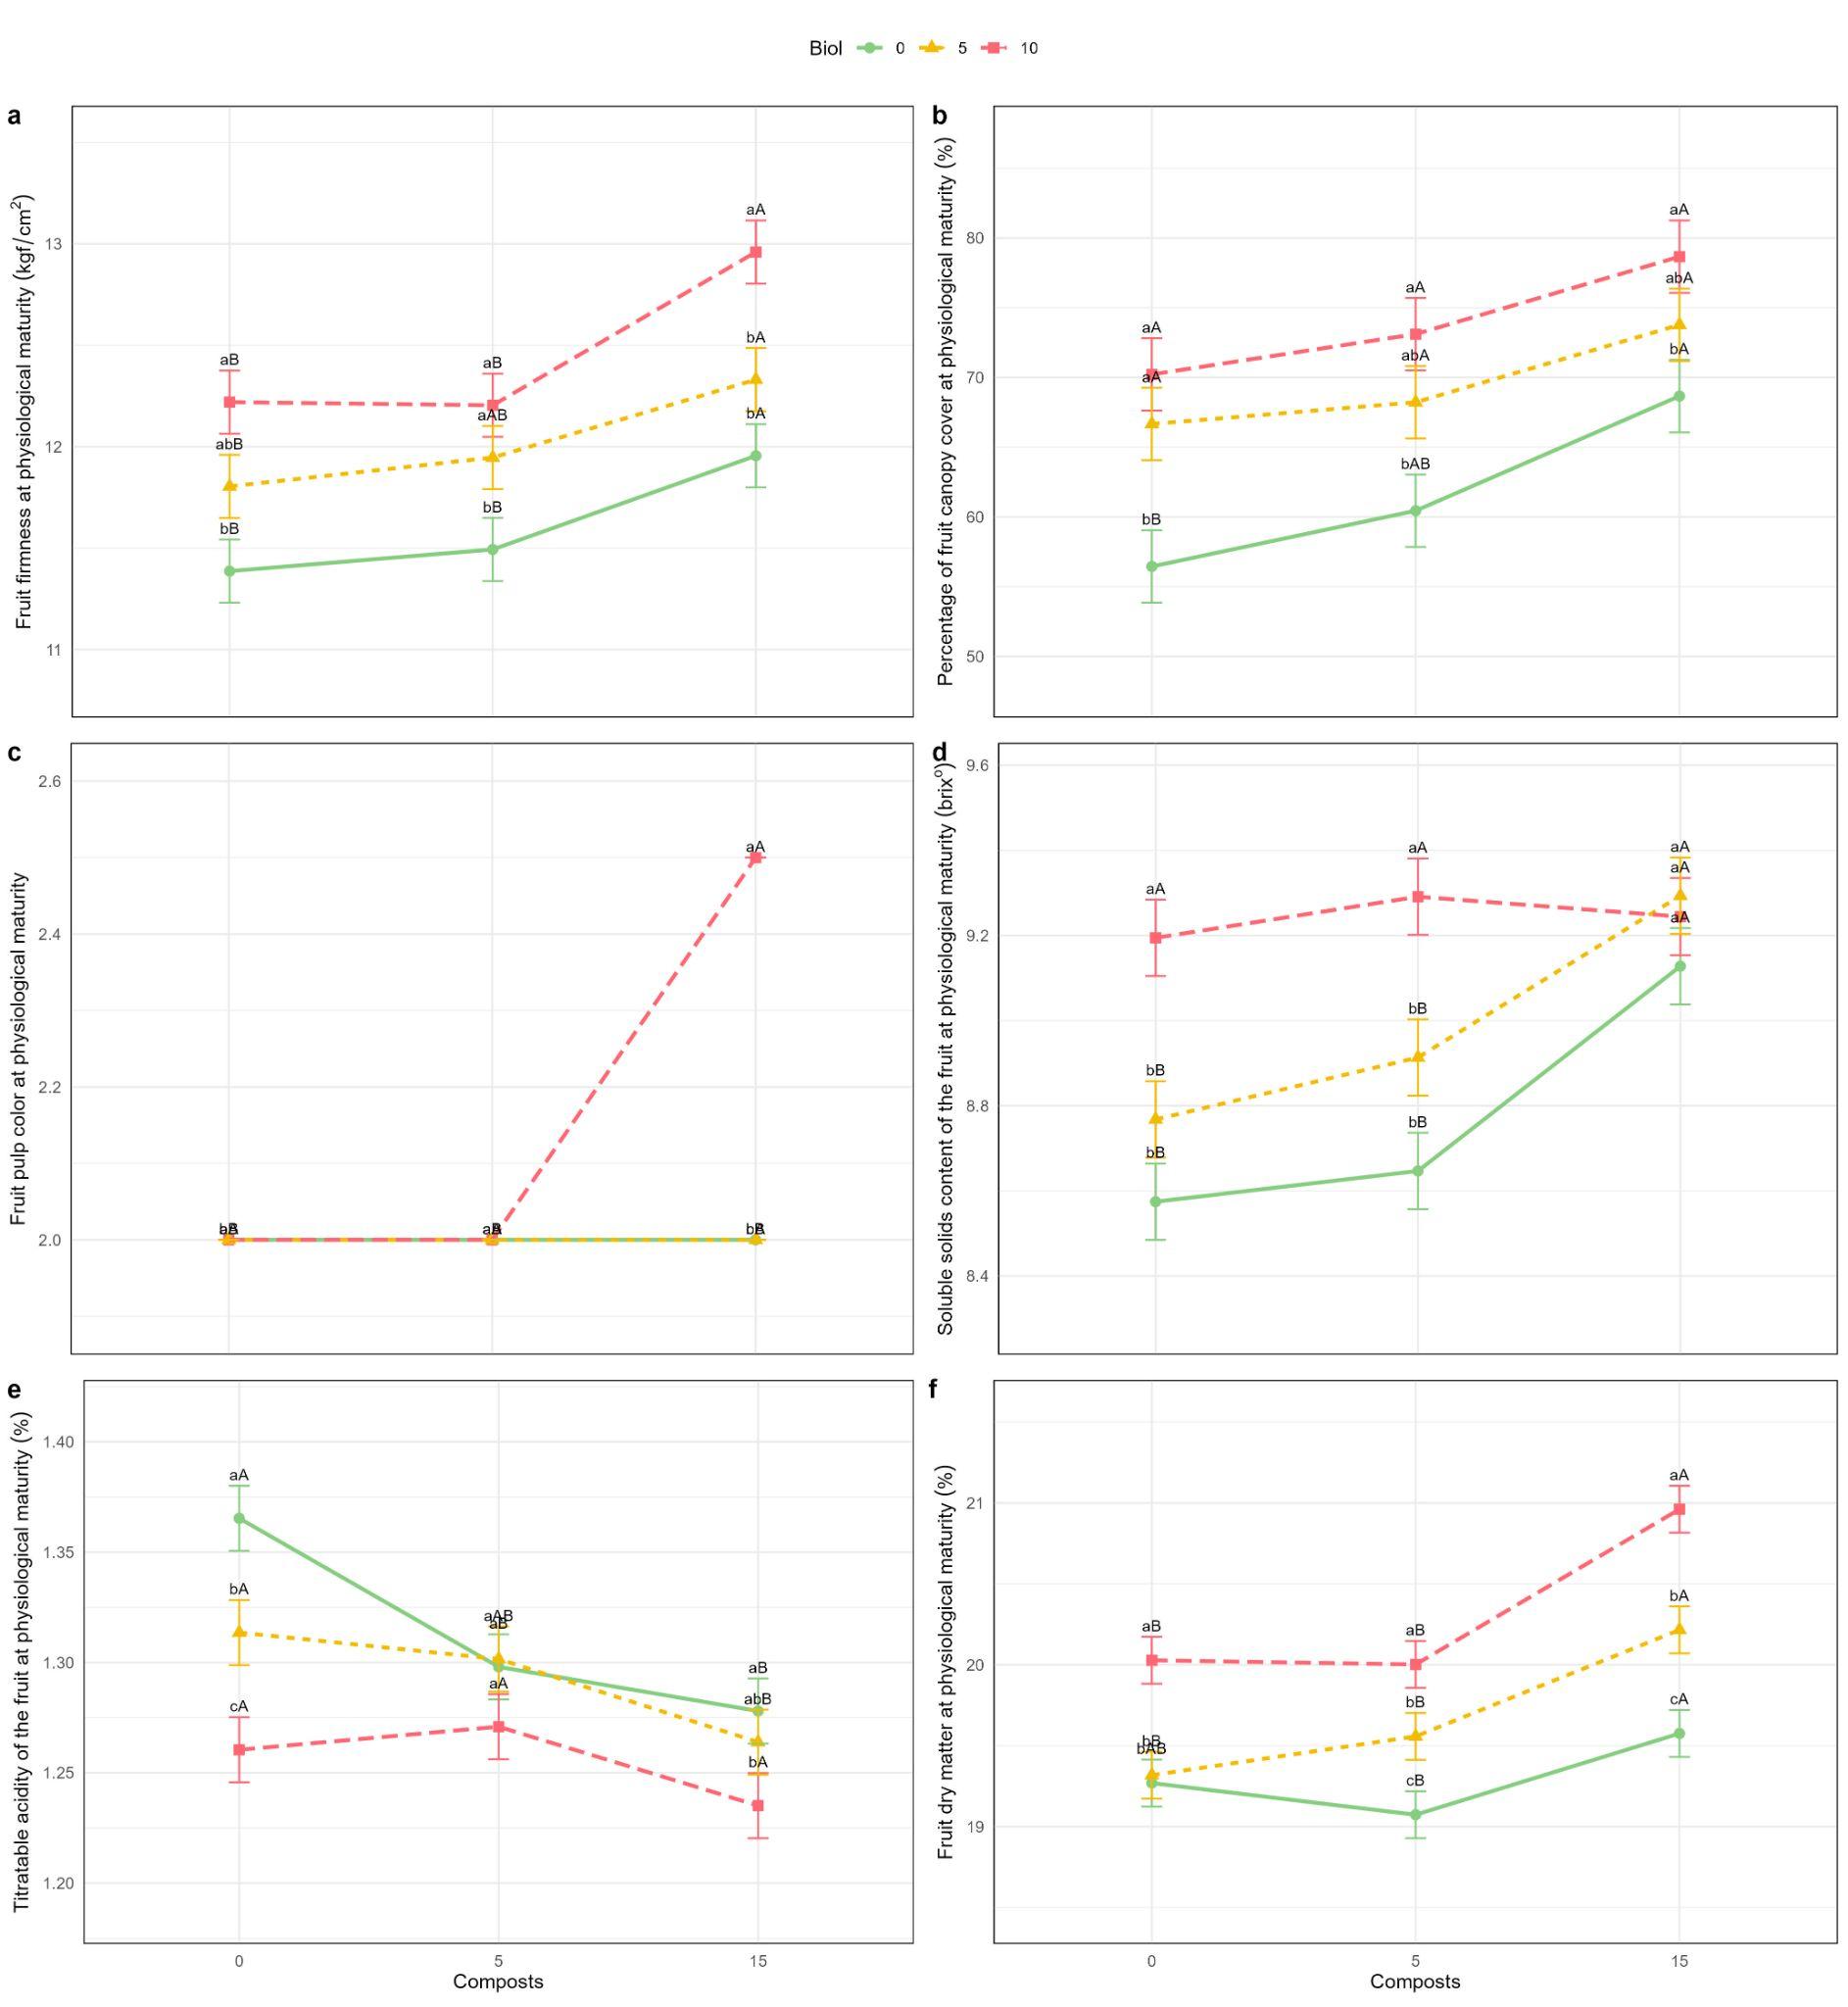 Biol 0 5 10
a
Fruit firmness at physiological maturity (kgf/cm²)
13
12
11
aB
abB
bB
aB
aAB
bB
aA
bA
bA
b
Percentage of fruit canopy cover at physiological maturity (%)
80
70
60
50
aA
aA
bB
aA
abA
bAB
aA
abA
bA
c
Fruit pulp color at physiological maturity
2.6
2.4
2.2
2.0
aA
d
Soluble solids content of the fruit at physiological maturity (brixº)
9.6
9.2
8.8
8.4
aA
bB
bB
aA
bB
bB
aA
aA
aA
e
Titratable acidity of the fruit at physiological maturity (%)
1.40
1.35
1.30
1.25
1.20
aA
bA
cA
aAB
aB
aA
aB
abB
bA
0 5 15
Composts
f
Fruit dry matter at physiological maturity (%)
21
20
19
aB
bB
bAB
aB
bB
cB
aA
bA
cA
0 5 15
Composts